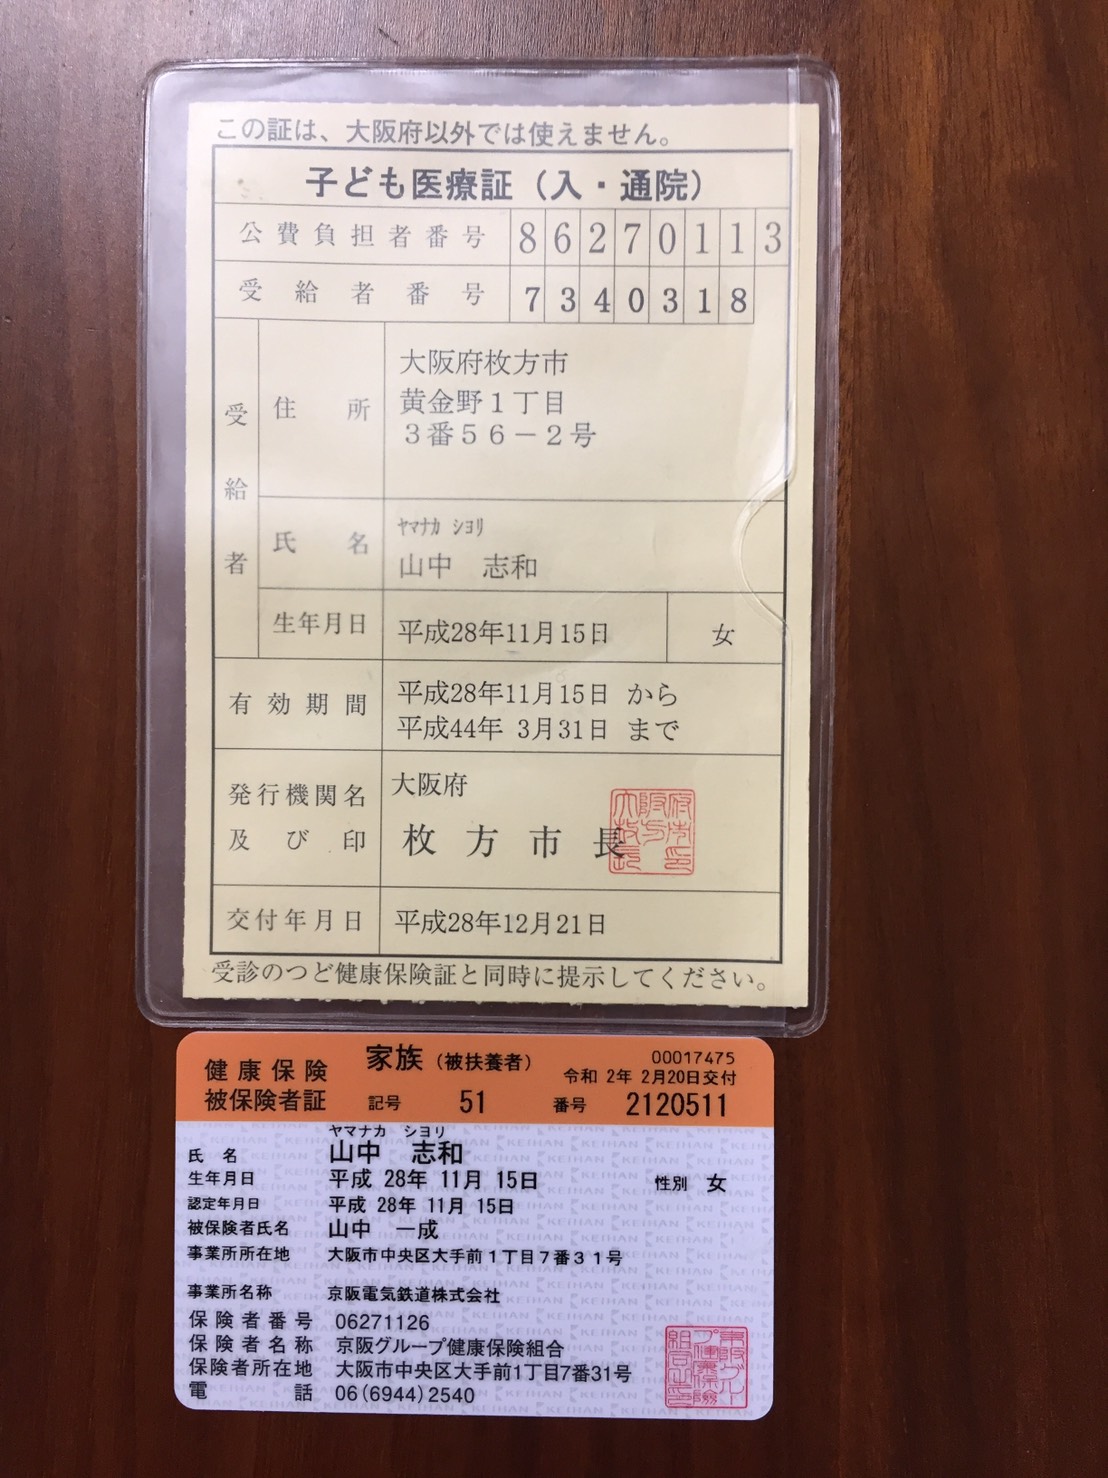 この証は、大阪府以外では使えません。
子ども医療証（入・通院）
公費負担者番号 86270113
受給者番号 7340318
受給者
住所 大阪府枚方市
黄金野１丁目
３番５６－２号
氏名 ﾔﾏﾅｶ ｼﾖﾘ
山中 志和
生年月日 平成28年11月15日 女
有効期間 平成28年11月15日 から
平成44年 3月31日 まで
発行機関名 大阪府
及び印 枚方市長
交付年月日 平成28年12月21日
受診のつど健康保険証と同時に提示してください。
健康保険 家族（被扶養者） 00017475
令和 2年 2月20日交付
被保険者証 記号 51 番号 2120511
ヤマナカ シヨリ
氏名 山中 志和
生年月日 平成 28年 11月 15日 性別 女
認定年月日 平成 28年 11月 15日
被保険者氏名 山中 一成
事業所所在地 大阪市中央区大手前１丁目７番３１号
事業所名称 京阪電気鉄道株式会社
保険者番号 06271126
保険者名称 京阪グループ健康保険組合
保険者所在地 大阪市中央区大手前1丁目7番31号
電話 06(6944)2540